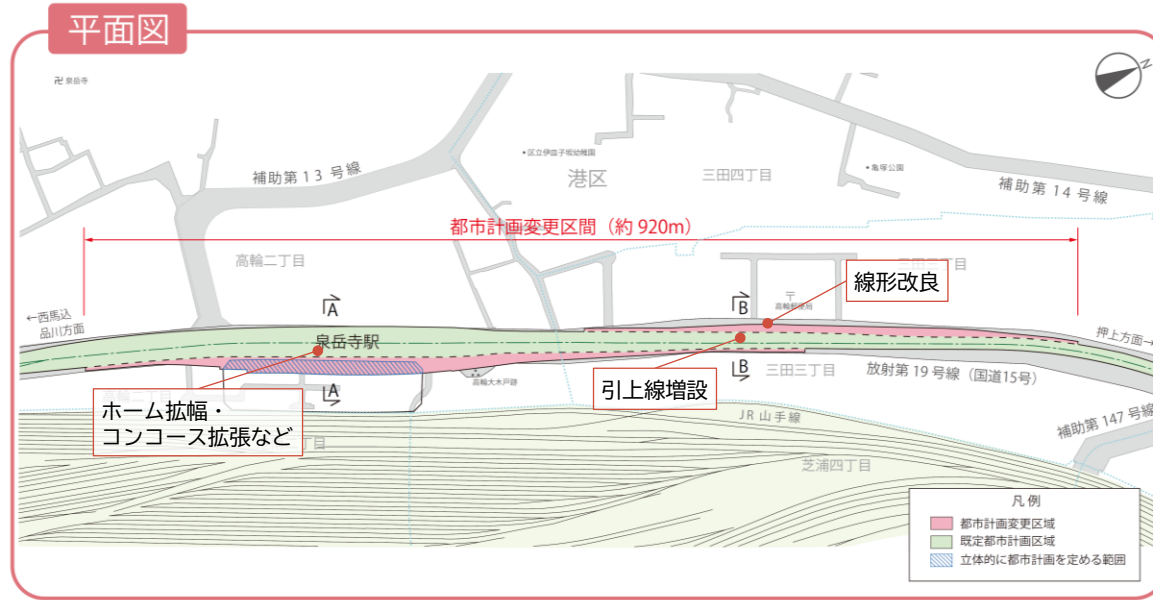 平面図
卍 泉岳寺
N
補助第13号線
・区立伊皿子坂幼稚園
港区
三田四丁目
・亀塚公園
補助第14号線
都市計画変更区間（約920m）
高輪二丁目
三田三丁目
線形改良
←西馬込
品川方面
A
B
〒
高輪郵便局
押上方面→
泉岳寺駅
A
B
高輪大木戸跡
三田三丁目
放射第19号線（国道15号）
引上線増設
ホーム拡幅・
コンコース拡張など
JR山手線
補助第147号線
芝浦四丁目
凡例
都市計画変更区域
既定都市計画区域
立体的に都市計画を定める範囲